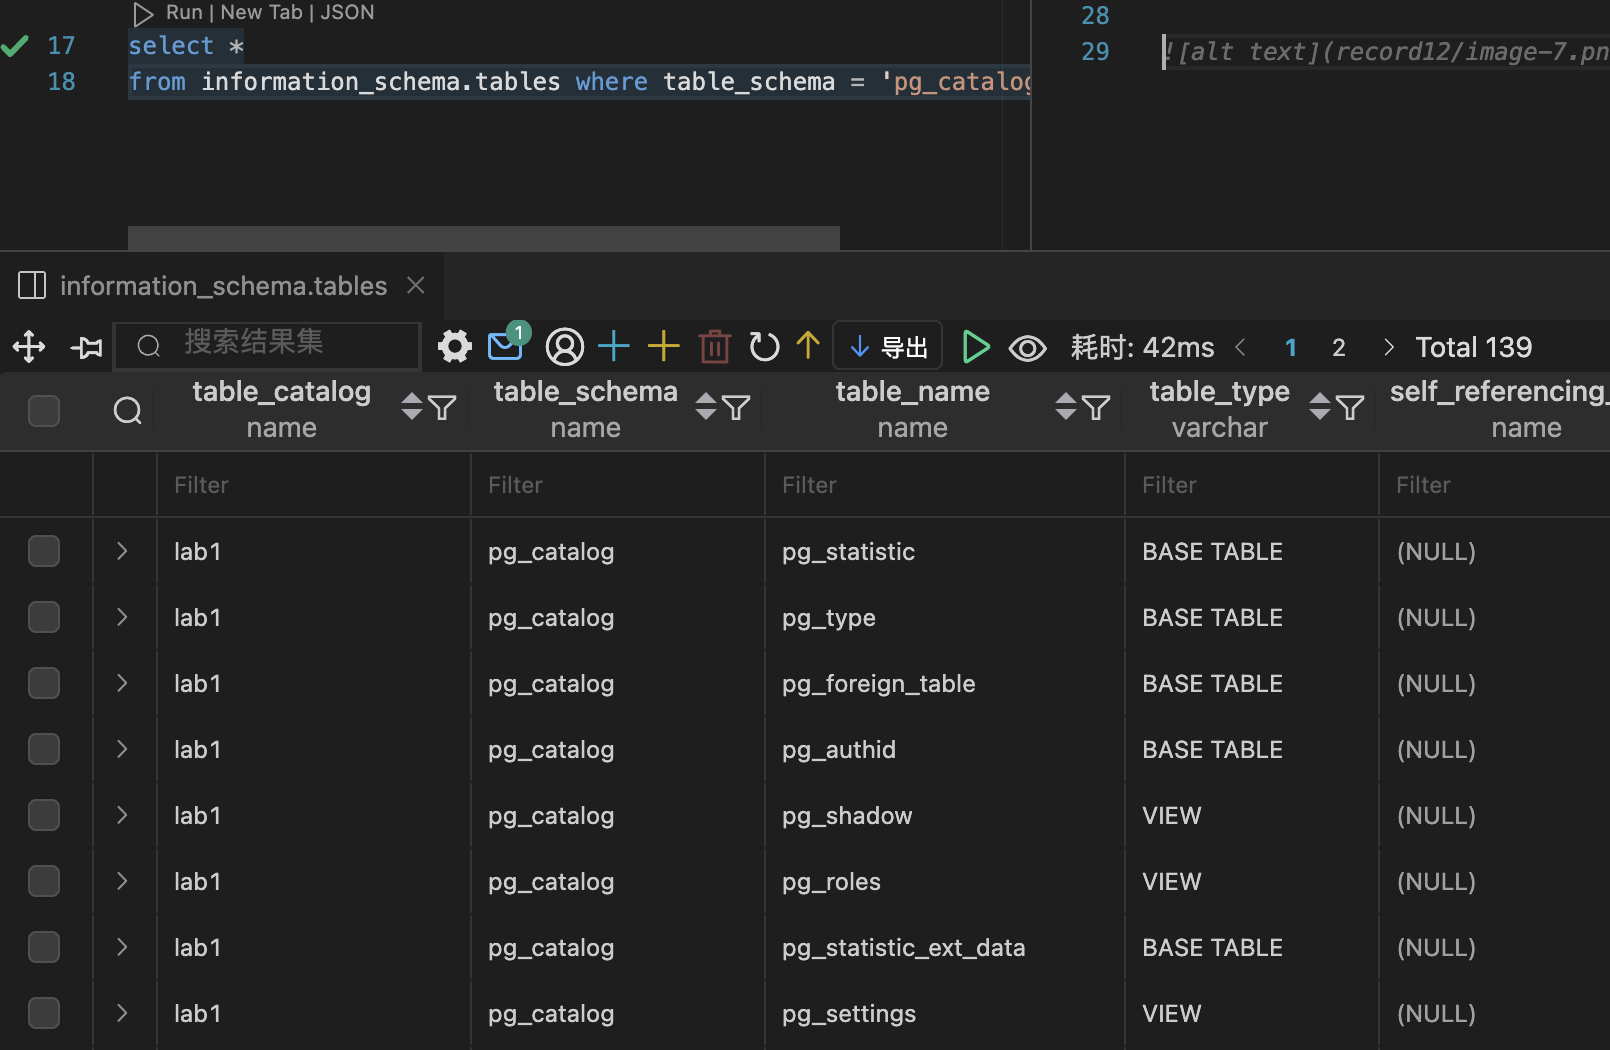 Run | New Tab | JSON
17 select *
18 from information_schema.tables where table_schema = 'pg_catalog
28
29 ![alt text](record12/image-7.pn
information_schema.tables
搜索结果集 1 导出 耗时: 42ms 1 2 Total 139
table_catalog table_schema table_name table_type self_referencing_
name name name varchar name
Filter Filter Filter Filter Filter
lab1 pg_catalog pg_statistic BASE TABLE (NULL)
lab1 pg_catalog pg_type BASE TABLE (NULL)
lab1 pg_catalog pg_foreign_table BASE TABLE (NULL)
lab1 pg_catalog pg_authid BASE TABLE (NULL)
lab1 pg_catalog pg_shadow VIEW (NULL)
lab1 pg_catalog pg_roles VIEW (NULL)
lab1 pg_catalog pg_statistic_ext_data BASE TABLE (NULL)
lab1 pg_catalog pg_settings VIEW (NULL)